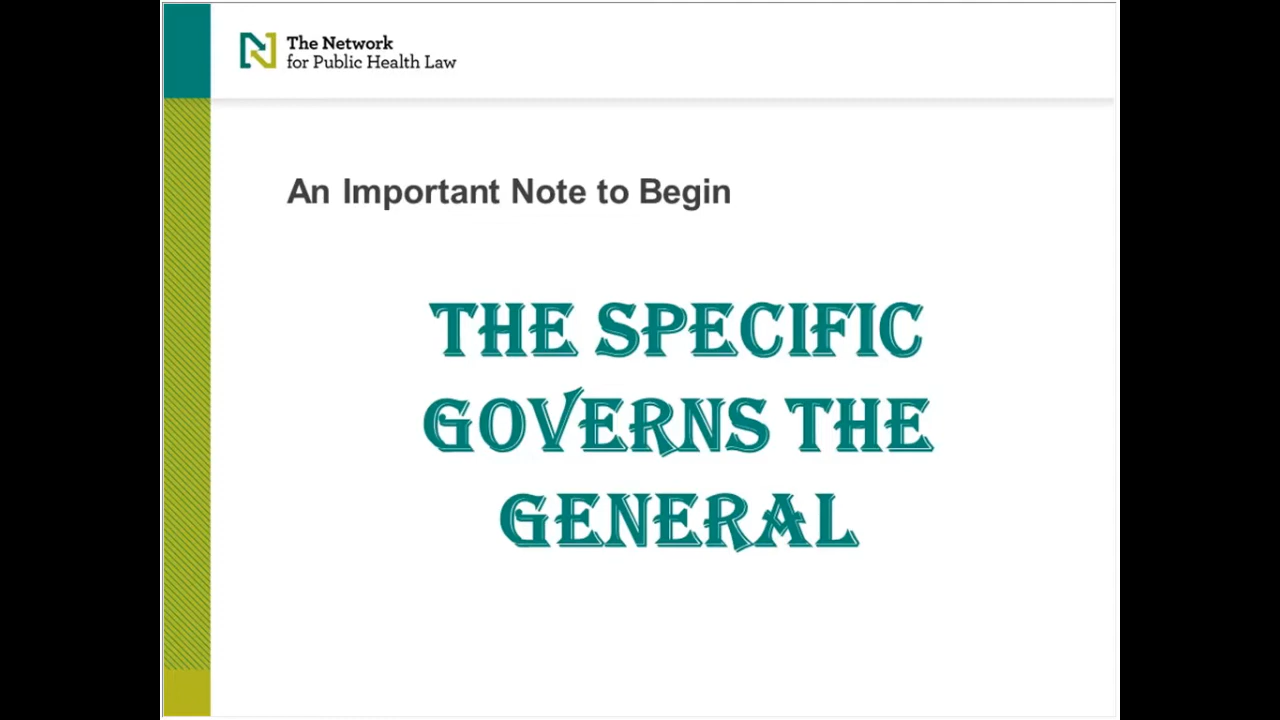 The Network
for Public Health Law
An Important Note to Begin
THE SPECIFIC
GOVERNS THE
GENERAL